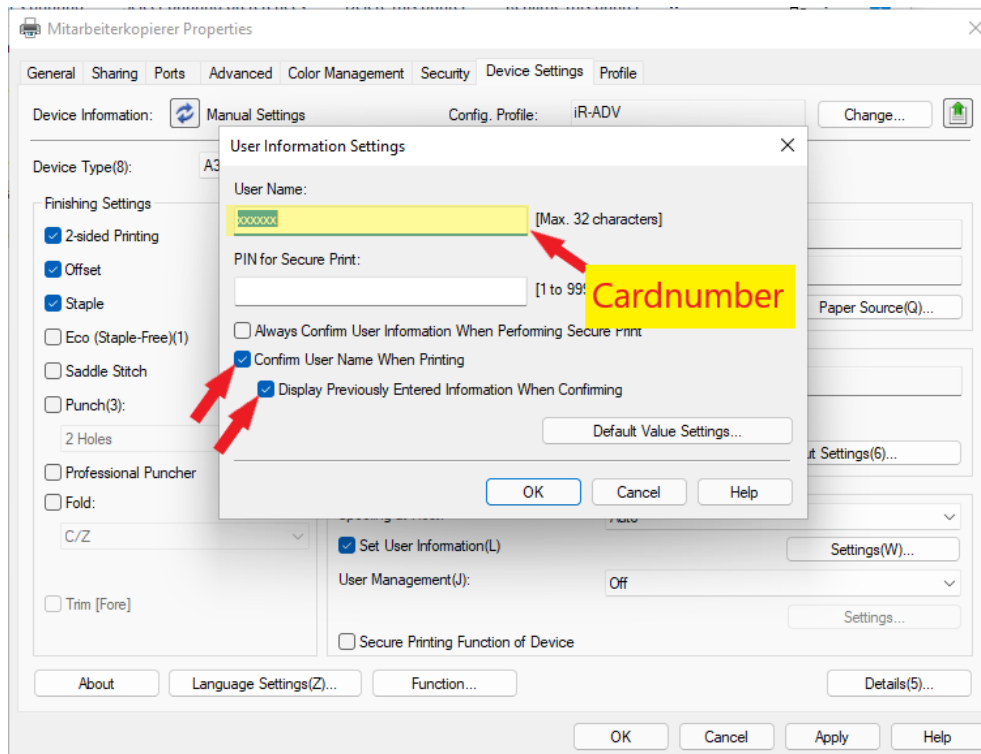 Mitarbeiterkopierer Properties
General Sharing Ports Advanced Color Management Security Device Settings Profile
Device Information: Manual Settings Config. Profile: iR-ADV Change...
User Information Settings
Device Type(8): A3
User Name:
Finishing Settings
xxxxxx [Max. 32 characters]
2-sided Printing
PIN for Secure Print:
Offset
[1 to 999
Cardnumber
Staple
Paper Source(Q)...
Always Confirm User Information When Performing Secure Print
Eco (Staple-Free)(1)
Confirm User Name When Printing
Saddle Stitch
Display Previously Entered Information When Confirming
Punch(3):
2 Holes
Default Value Settings...
Settings(6)...
Professional Puncher
OK Cancel Help
Fold:
C/Z
Auto
Set User Information(L) Settings(W)...
User Management(J): Off
Trim [Fore]
Settings...
Secure Printing Function of Device
About Language Settings(Z)... Function... Details(5)...
OK Cancel Apply Help